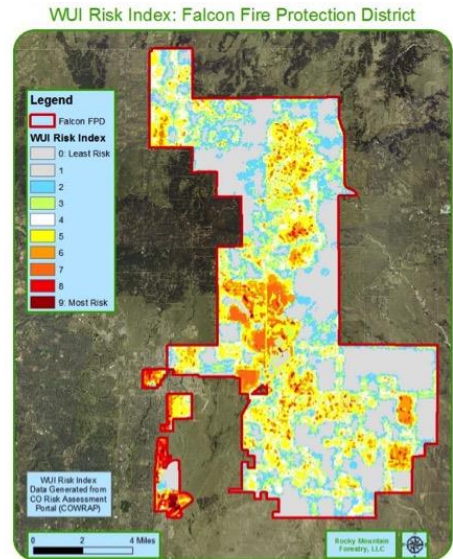 WUI Risk Index: Falcon Fire Protection District
Legend
Falcon FPD
WUI Risk Index
0: Least Risk
1
2
3
4
5
6
7
8
9: Most Risk
WUI Risk Index
Data Generated from
CO Risk Assessment
Portal (COWRAP)
0 2 4 Miles
Rocky Mountain
Forestry, LLC